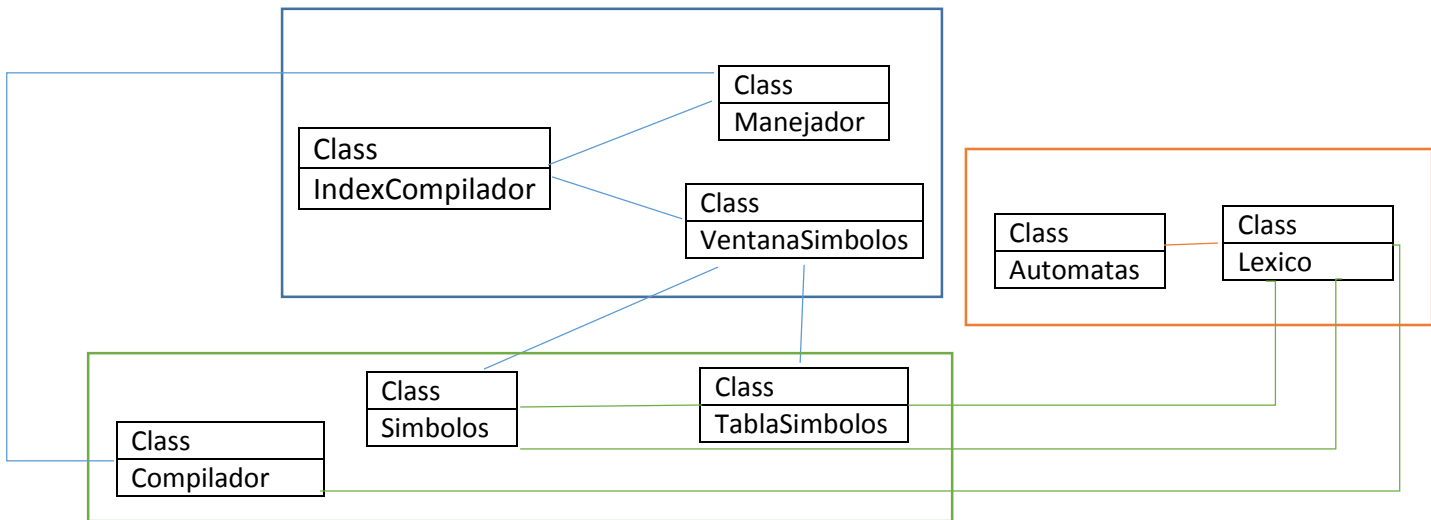 Class
Manejador
Class
IndexCompilador
Class
VentanaSimbolos
Class
Automatas
Class
Lexico
Class
Simbolos
Class
TablaSimbolos
Class
Compilador